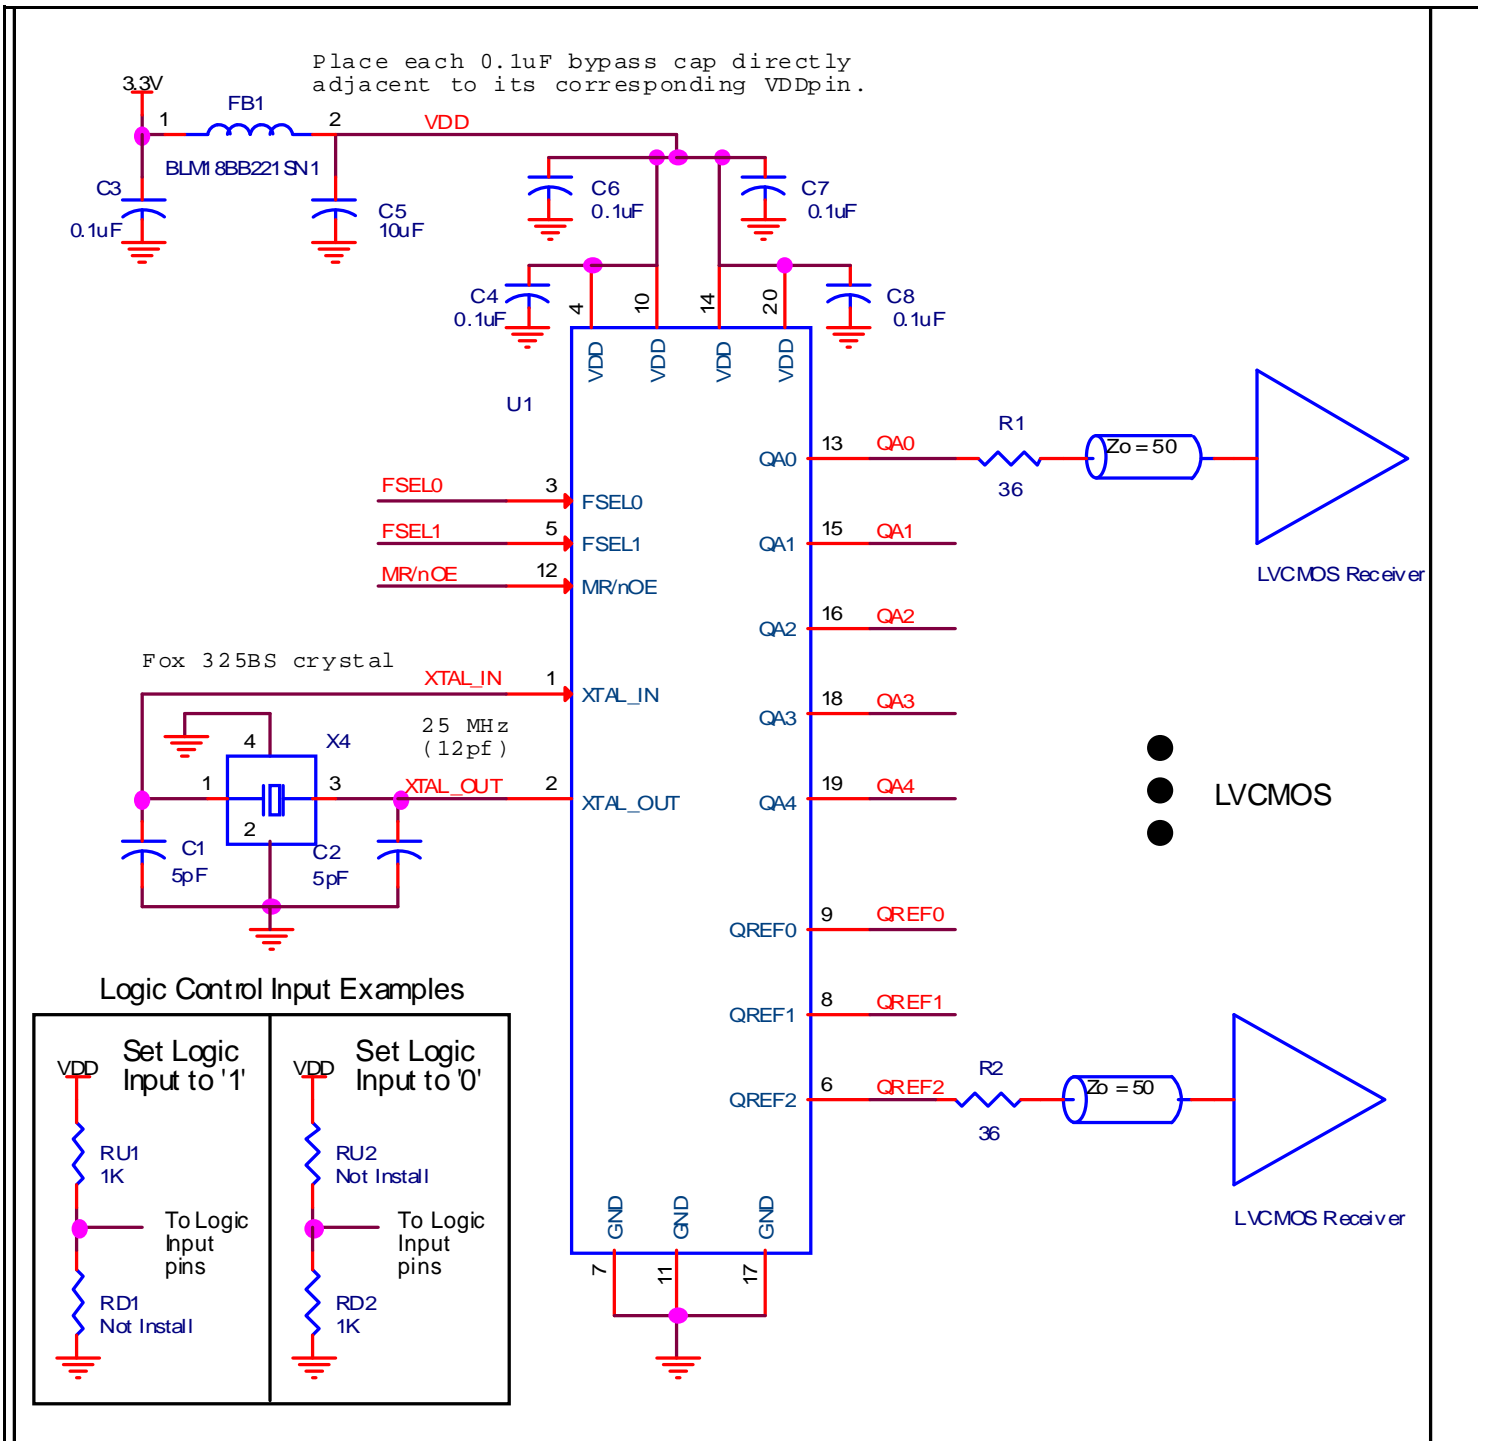 Place each 0.1uF bypass cap directly
adjacent to its corresponding VDDpin.
3.3V
FB1
1
2
VDD
BLM18BB221SN1
C3
0.1uF
C5
10uF
C6
0.1uF
C7
0.1uF
C4
0.1uF
C8
0.1uF
4
10
14
20
VDD
VDD
VDD
VDD
U1
R1
QA0
13
QA0
36
Zo = 50
LVCMOS Receiver
FSEL0
3
FSEL0
QA1
15
QA1
FSEL1
5
FSEL1
MR/nOE
12
MR/nOE
QA2
16
QA2
Fox 325BS crystal
XTAL_IN
1
XTAL_IN
QA3
18
QA3
25 MHz
(12pf)
4
X4
1
3
2
XTAL_OUT
2
XTAL_OUT
QA4
19
QA4
LVCMOS
C1
5pF
C2
5pF
QREF0
9
QREF0
QREF1
8
QREF1
QREF2
6
QREF2
R2
36
Zo = 50
LVCMOS Receiver
Logic Control Input Examples
Set Logic
Input to '1'
VDD
RU1
1K
To Logic
Input
pins
RD1
Not Install
Set Logic
Input to '0'
VDD
RU2
Not Install
To Logic
Input
pins
RD2
1K
GND
GND
GND
7
11
17